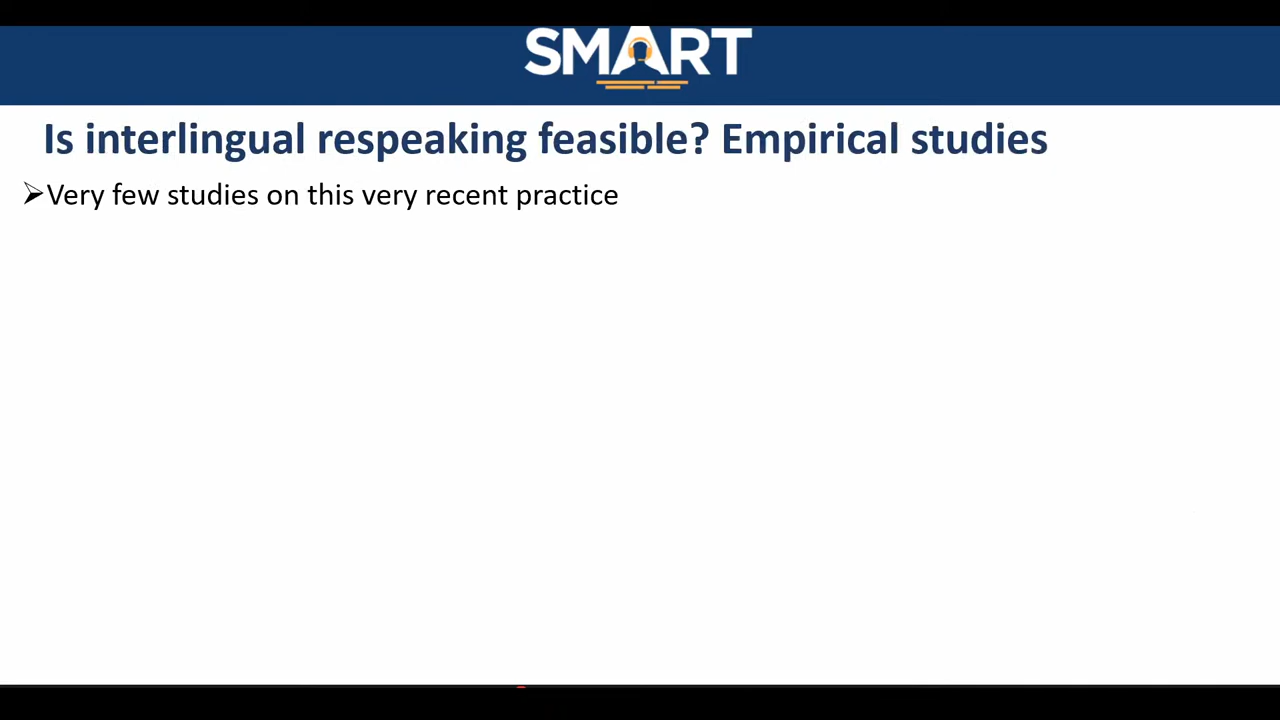 SMART
Is interlingual respeaking feasible? Empirical studies
Very few studies on this very recent practice